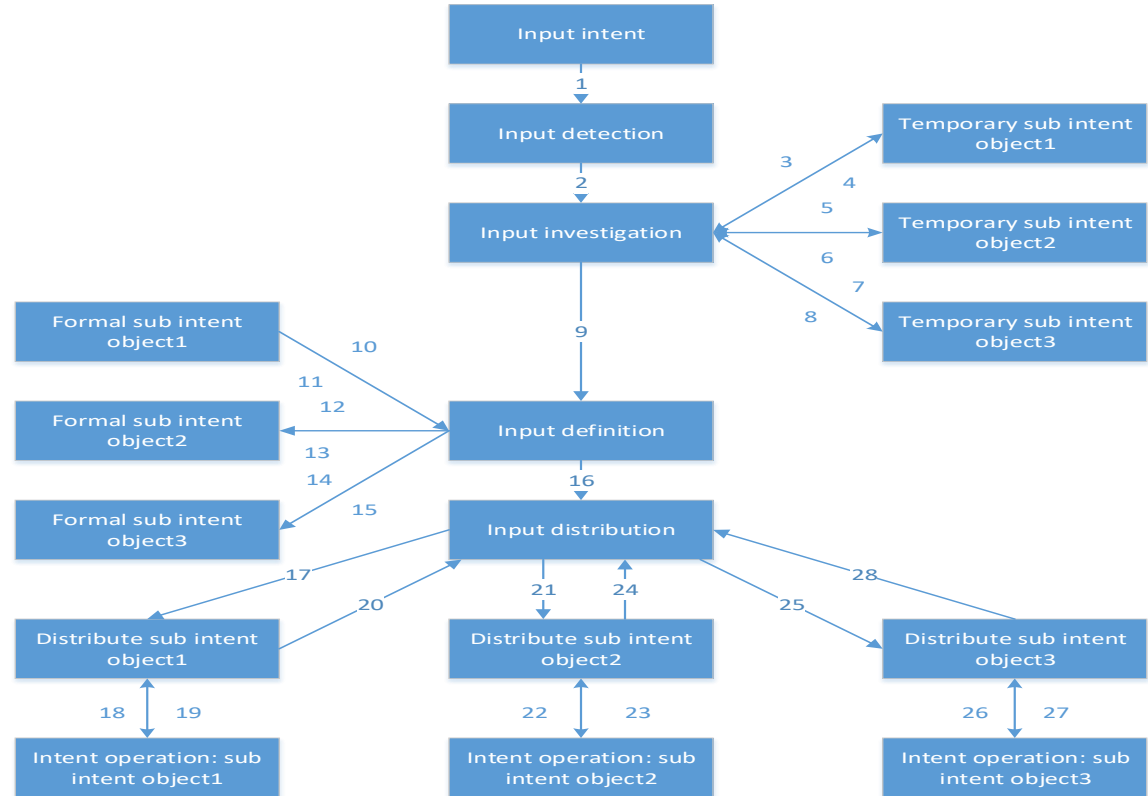 Input intent
1
Input detection
Temporary sub intent
object1
3
2
4
5
Input investigation
Temporary sub intent
object2
6
7
8
Formal sub intent
object1
9
Temporary sub intent
object3
10
11
12
Formal sub intent
object2
Input definition
13
14
16
15
Formal sub intent
object3
Input distribution
17
28
21
24
20
25
Distribute sub intent
object1
Distribute sub intent
object2
Distribute sub intent
object3
18
19
22
23
26
27
Intent operation: sub
intent object1
Intent operation: sub
intent object2
Intent operation: sub
intent object3